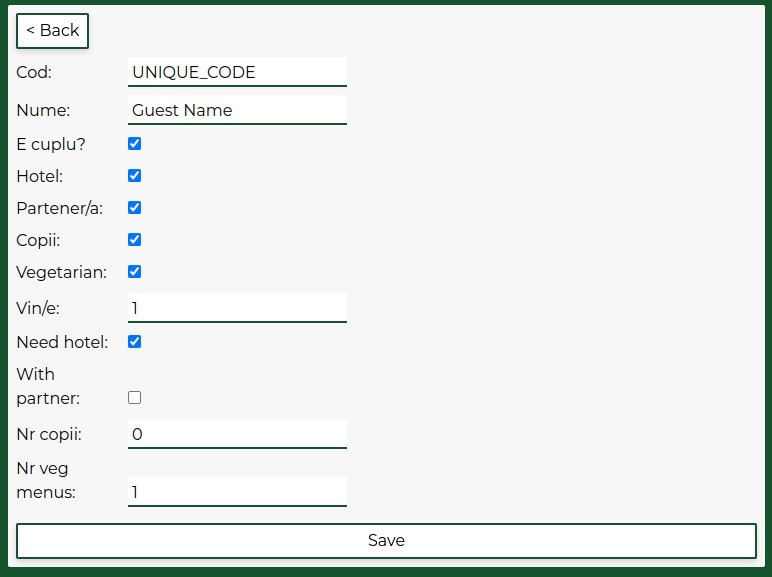 < Back
Cod: UNIQUE_CODE
Nume: Guest Name
E cuplu?
Hotel:
Partener/a:
Copii:
Vegetarian:
Vin/e: 1
Need hotel:
With
partner:
Nr copii: 0
Nr veg
menus: 1
Save